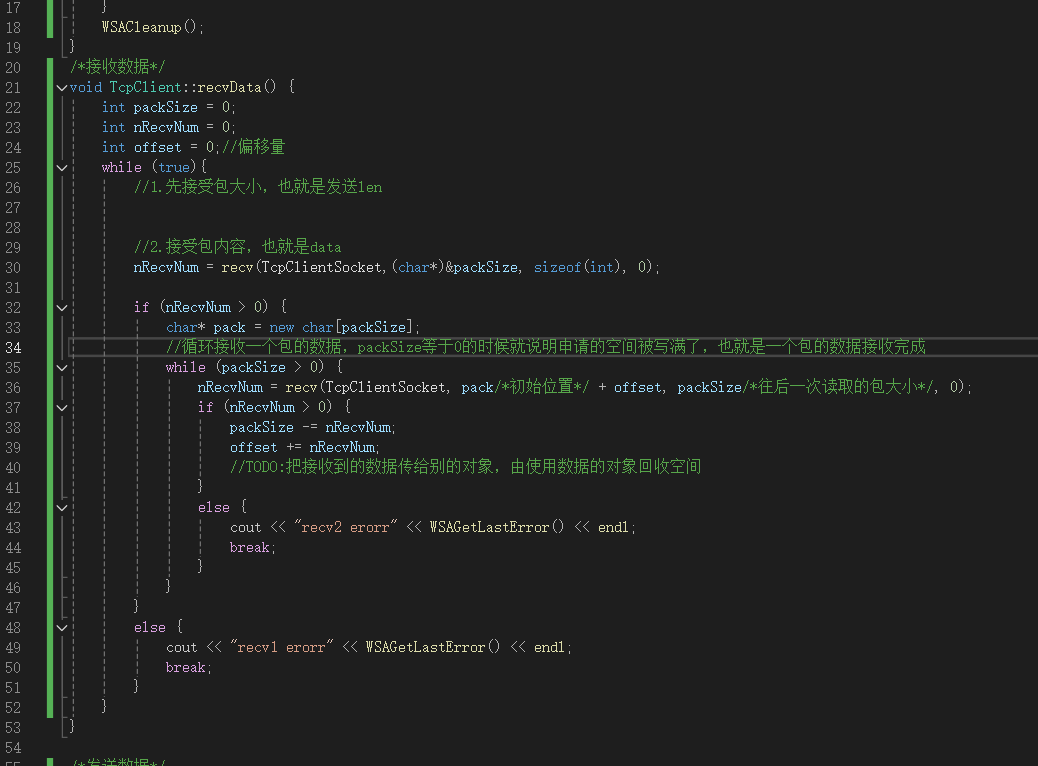 17 }
18 WSACleanup();
19 }
20 /*接收数据*/
21 void TcpClient::recvData() {
22 int packSize = 0;
23 int nRecvNum = 0;
24 int offset = 0;//偏移量
25 while (true){
26 //1.先接受包大小，也就是发送len
27
28
29 //2.接受包内容，也就是data
30 nRecvNum = recv(TcpClientSocket,(char*)&packSize, sizeof(int), 0);
31
32 if (nRecvNum > 0) {
33 char* pack = new char[packSize];
34 //循环接收一个包的数据，packSize等于0的时候就说明申请的空间被写满了，也就是一个包的数据接收完成
35 while (packSize > 0) {
36 nRecvNum = recv(TcpClientSocket, pack/*初始位置*/ + offset, packSize/*往后一次读取的包大小*/, 0);
37 if (nRecvNum > 0) {
38 packSize -= nRecvNum;
39 offset += nRecvNum;
40 //TODO:把接收到的数据传给别的对象，由使用数据的对象回收空间
41 }
42 else {
43 cout << "recv2 erorr" << WSAGetLastError() << endl;
44 break;
45 }
46 }
47 }
48 else {
49 cout << "recv1 erorr" << WSAGetLastError() << endl;
50 break;
51 }
52 }
53 }
54
55 /*发送数据*/